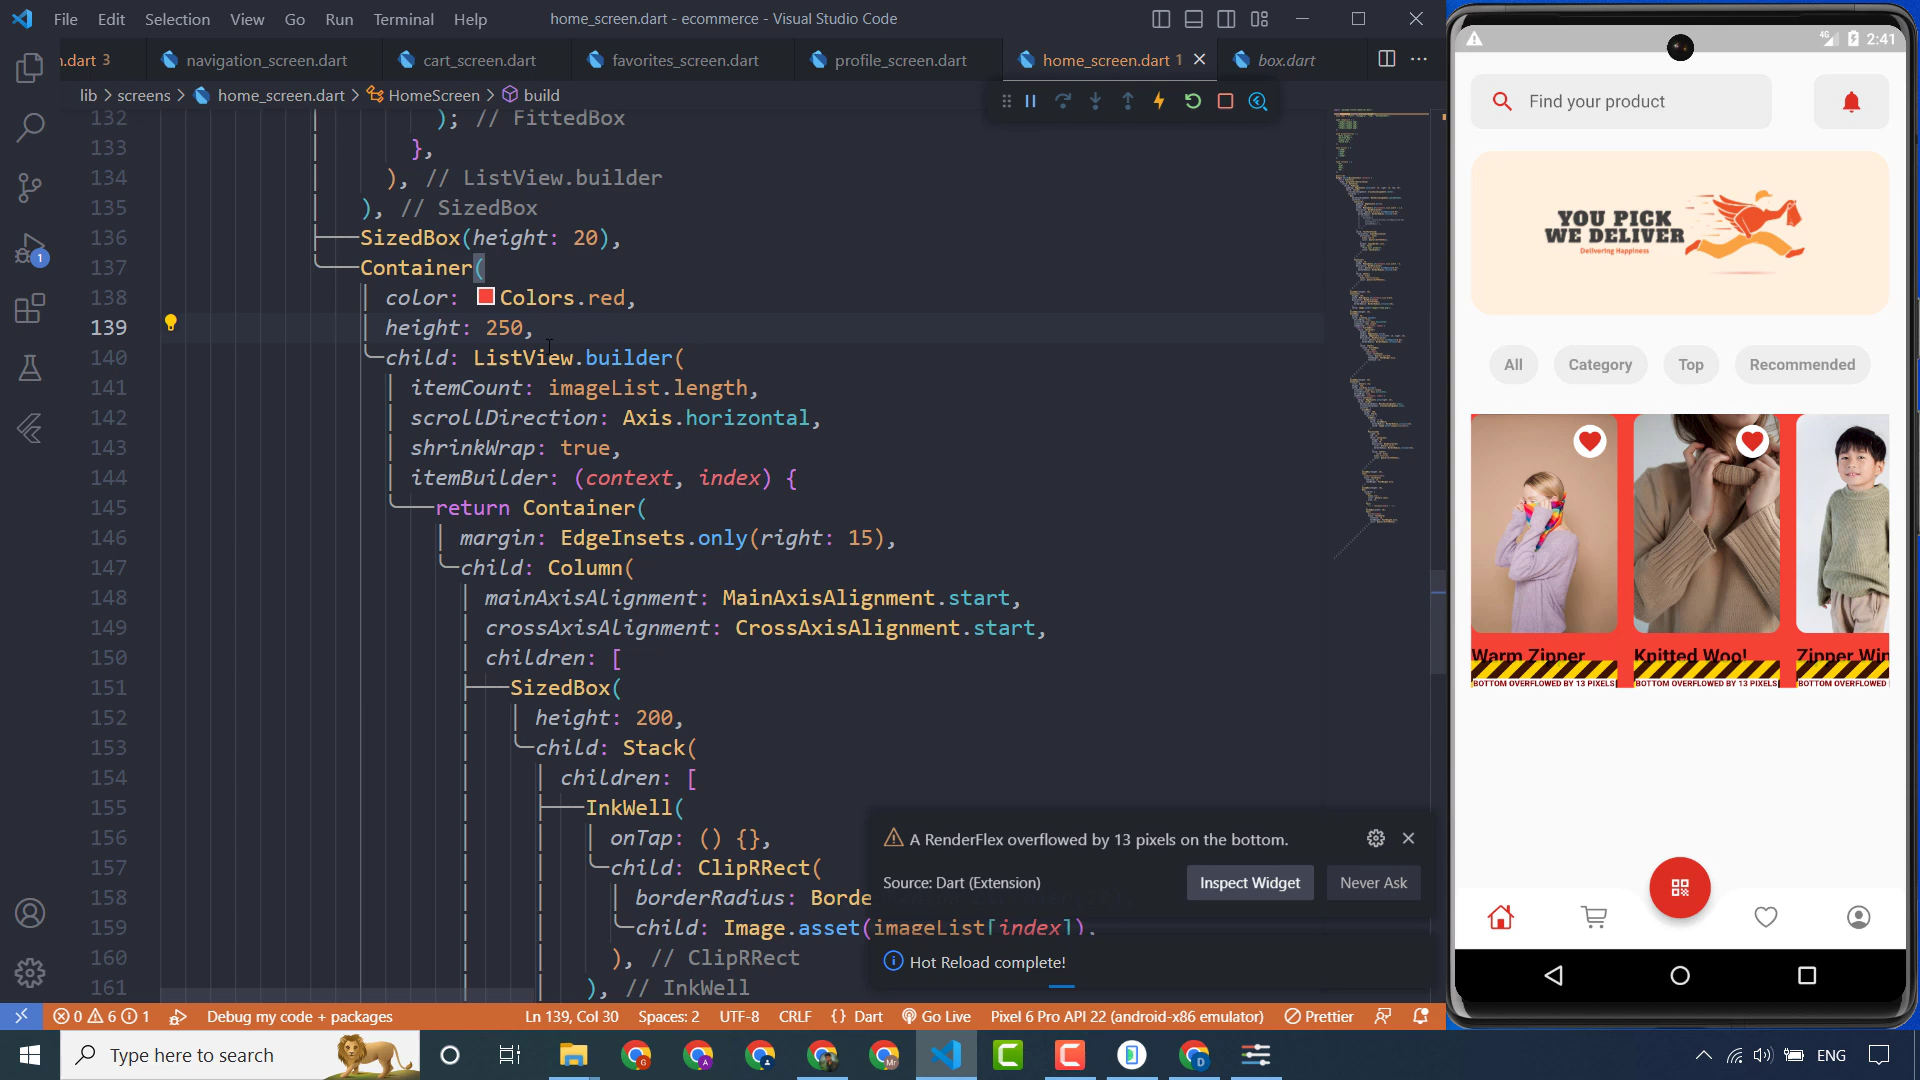 File Edit Selection View Go Run Terminal Help
home_screen.dart - ecommerce - Visual Studio Code
n.dart 3 navigation_screen.dart cart_screen.dart favorites_screen.dart profile_screen.dart home_screen.dart 1 box.dart
lib > screens > home_screen.dart > HomeScreen > build
132 ); // FittedBox
133 },
134 ), // ListView.builder
135 ), // SizedBox
136 SizedBox(height: 20),
137 Container(
138 color: Colors.red,
139 height: 250,
140 child: ListView.builder(
141 itemCount: imageList.length,
142 scrollDirection: Axis.horizontal,
143 shrinkWrap: true,
144 itemBuilder: (context, index) {
145 return Container(
146 margin: EdgeInsets.only(right: 15),
147 child: Column(
148 mainAxisAlignment: MainAxisAlignment.start,
149 crossAxisAlignment: CrossAxisAlignment.start,
150 children: [
151 SizedBox(
152 height: 200,
153 child: Stack(
154 children: [
155 InkWell(
156 onTap: () {},
157 child: ClipRRect(
158 borderRadius: Borde
159 child: Image.asset(imageList[index]),
160 ), // ClipRRect
161 ), // InkWell
1
A RenderFlex overflowed by 13 pixels on the bottom.
Source: Dart (Extension)
Inspect Widget
Never Ask
Hot Reload complete!
0 6 1 Debug my code + packages Ln 139, Col 30 Spaces: 2 UTF-8 CRLF {} Dart Go Live Pixel 6 Pro API 22 (android-x86 emulator) Prettier
Type here to search
ENG
4G 2:41
Find your product
YOU PICK
WE DELIVER
Delivering Happiness
All Category Top Recommended
Warm Zipper Knitted Woo! Zipper Win
BOTTOM OVERFLOWED BY 13 PIXELS BOTTOM OVERFLOWED BY 13 PIXELS BOTTOM OVERFLOWED